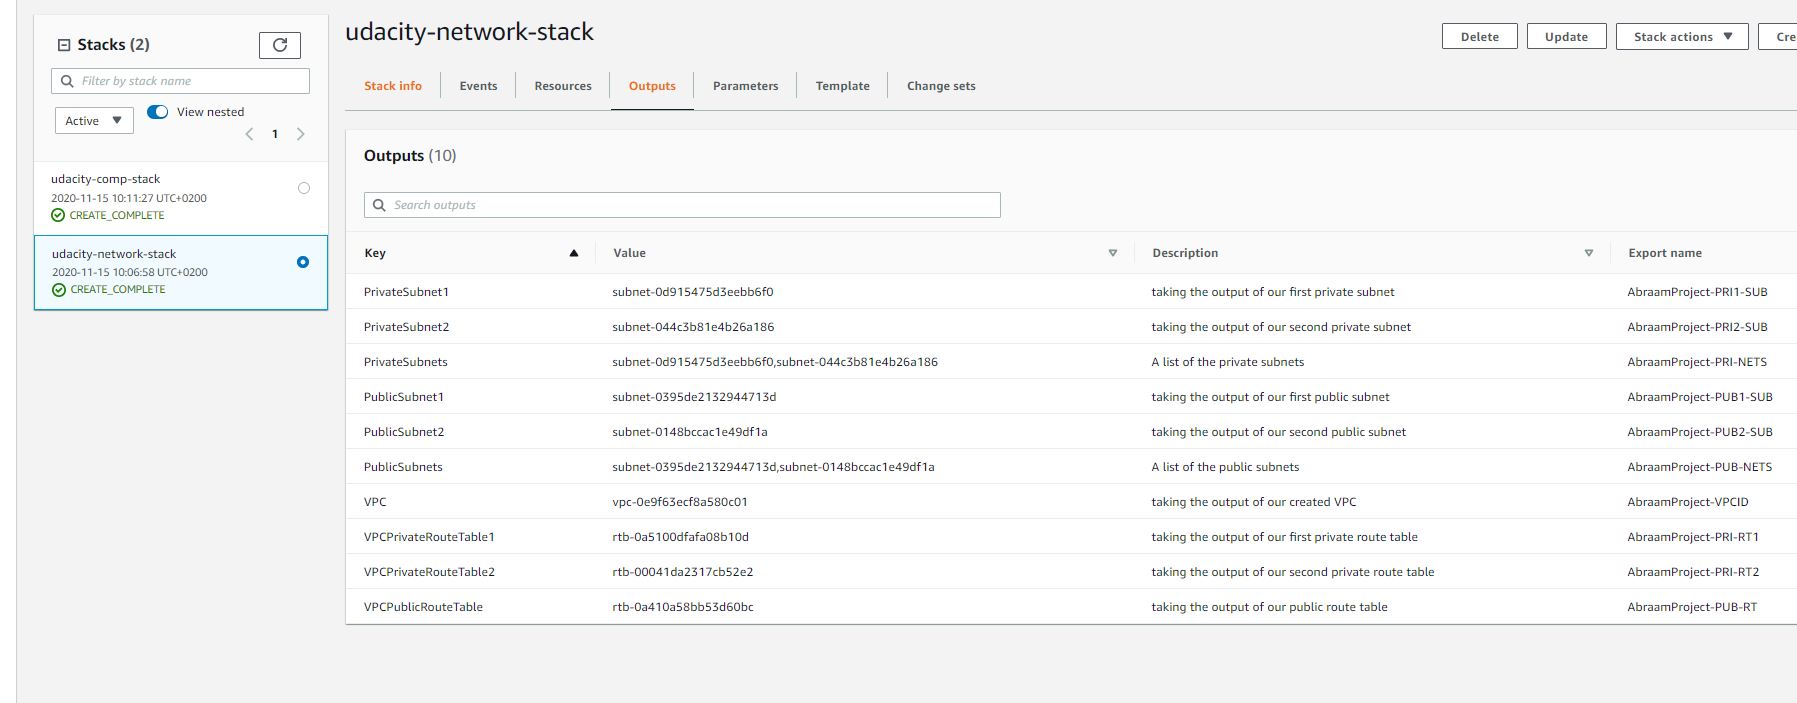 Stacks (2)
Filter by stack name
Active
View nested
1
udacity-comp-stack
2020-11-15 10:11:27 UTC+0200
CREATE_COMPLETE
udacity-network-stack
2020-11-15 10:06:58 UTC+0200
CREATE_COMPLETE
udacity-network-stack
Delete Update Stack actions Cre
Stack info Events Resources Outputs Parameters Template Change sets
Outputs (10)
Search outputs
Key Value Description Export name
PrivateSubnet1 subnet-0d915475d3eebb6f0 taking the output of our first private subnet AbraamProject-PRI1-SUB
PrivateSubnet2 subnet-044c3b81e4b26a186 taking the output of our second private subnet AbraamProject-PRI2-SUB
PrivateSubnets subnet-0d915475d3eebb6f0,subnet-044c3b81e4b26a186 A list of the private subnets AbraamProject-PRI-NETS
PublicSubnet1 subnet-0395de2132944713d taking the output of our first public subnet AbraamProject-PUB1-SUB
PublicSubnet2 subnet-0148bccac1e49df1a taking the output of our second public subnet AbraamProject-PUB2-SUB
PublicSubnets subnet-0395de2132944713d,subnet-0148bccac1e49df1a A list of the public subnets AbraamProject-PUB-NETS
VPC vpc-0e9f63ecf8a580c01 taking the output of our created VPC AbraamProject-VPCID
VPCPrivateRouteTable1 rtb-0a5100dfafa08b10d taking the output of our first private route table AbraamProject-PRI-RT1
VPCPrivateRouteTable2 rtb-00041da2317cb52e2 taking the output of our second private route table AbraamProject-PRI-RT2
VPCPublicRouteTable rtb-0a410a58bb53d60bc taking the output of our public route table AbraamProject-PUB-RT